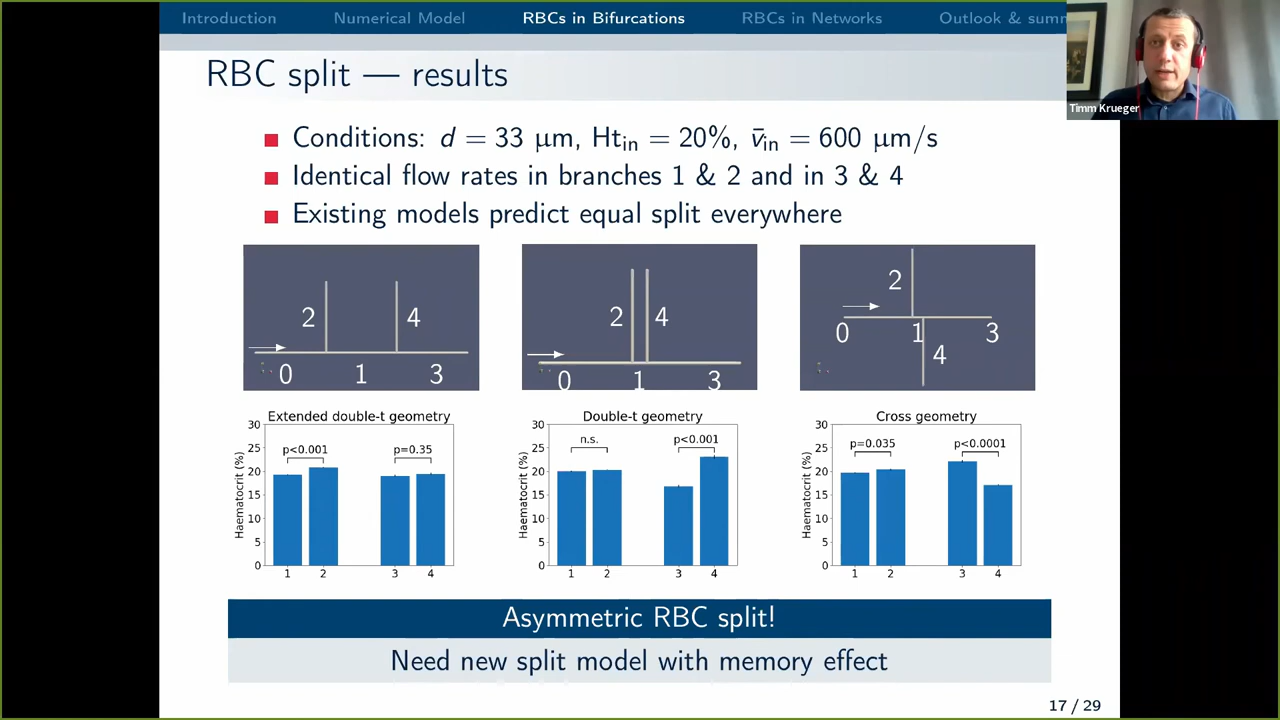 Introduction Numerical Model RBCs in Bifurcations RBCs in Networks Outlook & summ
Timm Krueger
RBC split — results
Conditions: d = 33 μm, Htin = 20%, v̄in = 600 μm/s
Identical flow rates in branches 1 & 2 and in 3 & 4
Existing models predict equal split everywhere
2 4
0 1 3
2 4
0 1 3
2
0 1 3
4
Extended double-t geometry
30
25
20
15
10
5
0
Haematocrit (%)
p<0.001 p=0.35
1 2 3 4
Double-t geometry
30
25
20
15
10
5
0
Haematocrit (%)
n.s. p<0.001
1 2 3 4
Cross geometry
30
25
20
15
10
5
0
Haematocrit (%)
p=0.035 p<0.0001
1 2 3 4
Asymmetric RBC split!
Need new split model with memory effect
17 / 29